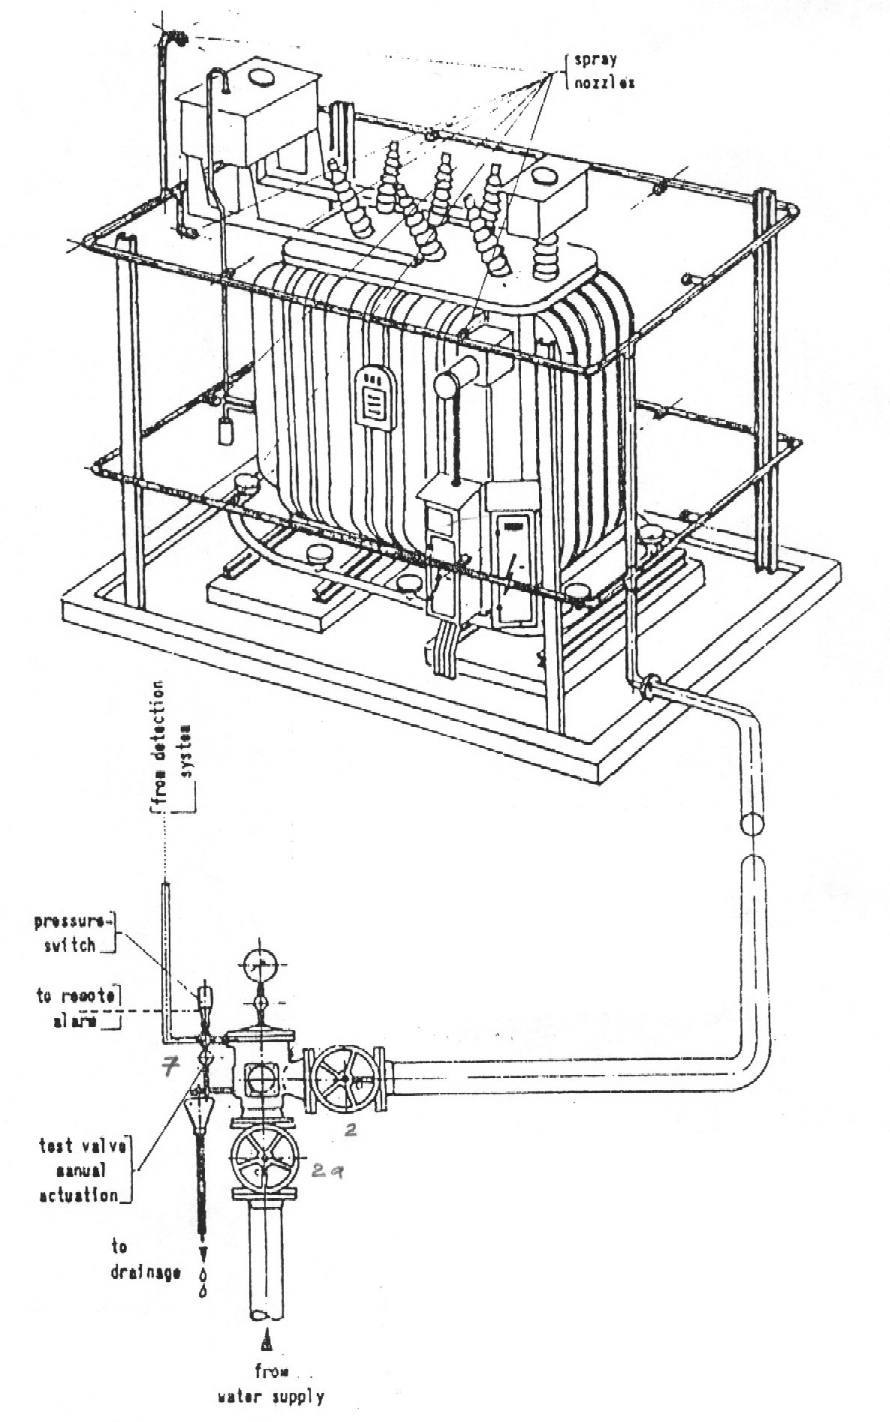 spray
nozzles
from detection
system
pressure-
switch
to remote
alarm
7
2
test valve
manual
actuation
2a
to
drainage
from
water supply